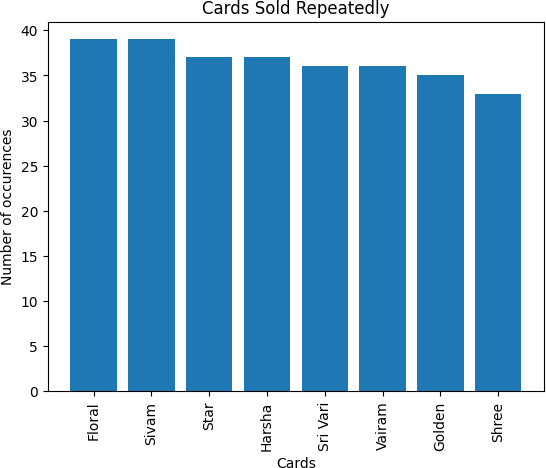 Cards Sold Repeatedly
Number of occurences
40
35
30
25
20
15
10
5
0
Floral
Sivam
Star
Harsha
Sri Vari
Vairam
Golden
Shree
Cards